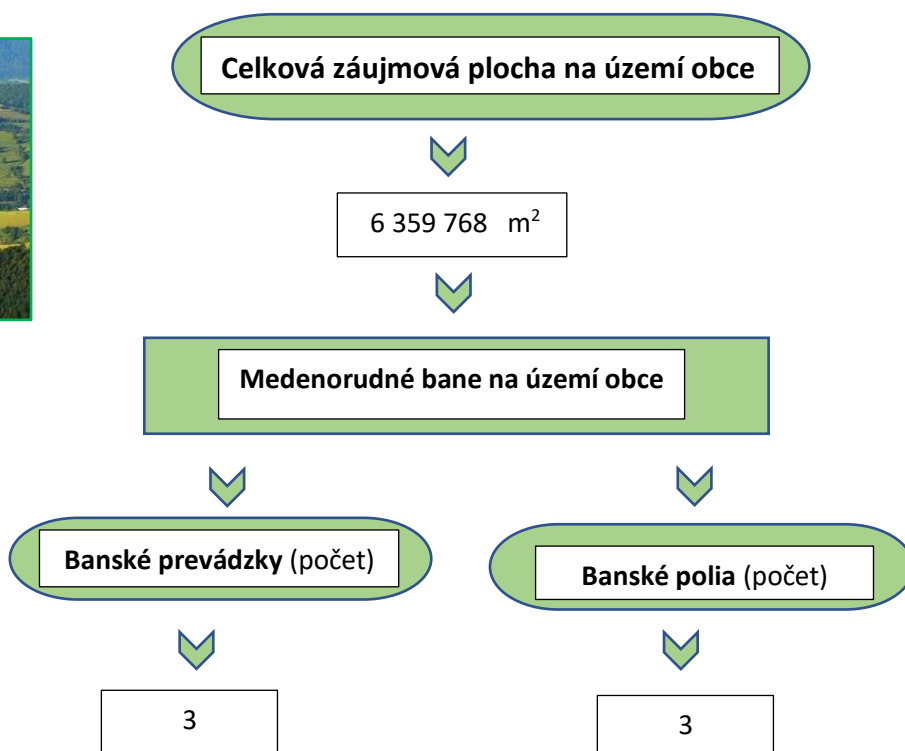 Celková záujmová plocha na území obce
6 359 768 m²
Medenorudné bane na území obce
Banské prevádzky (počet)
Banské polia (počet)
3
3